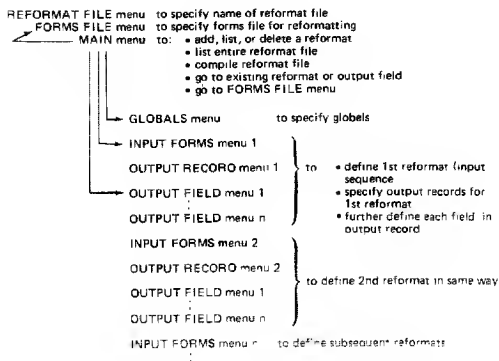 REFORMAT FILE menu to specify name of reformat file
FORMS FILE menu to specify forms file for reformatting
MAIN menu to: • add, list, or delete a reformat
• list entire reformat file
• compile reformat file
• go to existing reformat or output field
• go to FORMS FILE menu
GLOBALS menu to specify globels
INPUT FORMS menu 1
OUTPUT RECORO menu 1 to • define 1st reformat (input
sequence
OUTPUT FIELD menu 1 • specify output records for
1st reformat
OUTPUT FIELD menu n • further define each field in
output record
INPUT FORMS menu 2
OUTPUT RECORD menu 2
to define 2nd reformat in same way
OUTPUT FIELD menu 1
OUTPUT FIELD menu n
INPUT FORMS menu n to define subsequent reformats